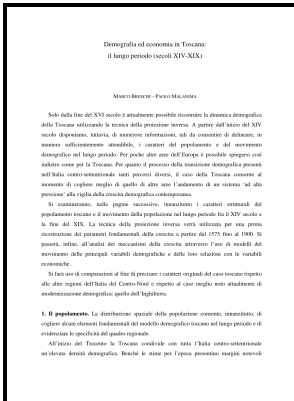 Demografia ed economia in Toscana:
il lungo periodo (secoli XIV-XIX)
MARCO BRESCHI - PAOLO MALANIMA
Solo dalla fine del XVI secolo è attualmente possibile ricostruire la dinamica demografica
della Toscana utilizzando la tecnica della proiezione inversa. A partire dall'inizio del XIV
secolo disponiamo, tuttavia, di numerose informazioni, tali da consentire di delineare, in
maniera sufficientemente attendibile, i caratteri del popolamento e del movimento
demografico nel lungo periodo. Per poche altre aree dell'Europa è possibile spingersi così
indietro come per la Toscana. Per quanto il processo della transizione demografica presenti
nell'Italia centro-settentrionale tanti percorsi diversi, il caso della Toscana consente al
momento di cogliere meglio di quello di altre aree l'andamento di un sistema 'ad alta
pressione' alla vigilia della crescita demografica contemporanea.
Si esamineranno, nelle pagine successive, innanzitutto i caratteri strutturali del
popolamento toscano e il movimento della popolazione nel lungo periodo fra il XIV secolo e
la fine del XIX. La tecnica della proiezione inversa verrà utilizzata per una prima
ricostruzione dei parametri fondamentali della crescita a partire dal 1575 fino al 1900. Si
passerà, infine, all'analisi dei meccanismi della crescita attraverso l'uso di modelli del
movimento delle principali variabili demografiche e delle loro relazioni con le variabili
economiche.
Si farà uso di comparazioni al fine di precisare i caratteri originali del caso toscano rispetto
alle altre regioni dell'Italia del Centro-Nord e rispetto al caso meglio noto attualmente di
modernizzazione demografica; quello dell'Inghilterra.
1. Il popolamento. La distribuzione spaziale della popolazione consente, innanzitutto, di
cogliere alcuni elementi fondamentali del modello demografico toscano nel lungo periodo e di
evidenziare le specificità del quadro regionale.
All'inizio del Trecento la Toscana condivide con tutta l'Italia centro-settentrionale
un'elevata densità demografica. Benché le stime per l'epoca presentino margini notevoli